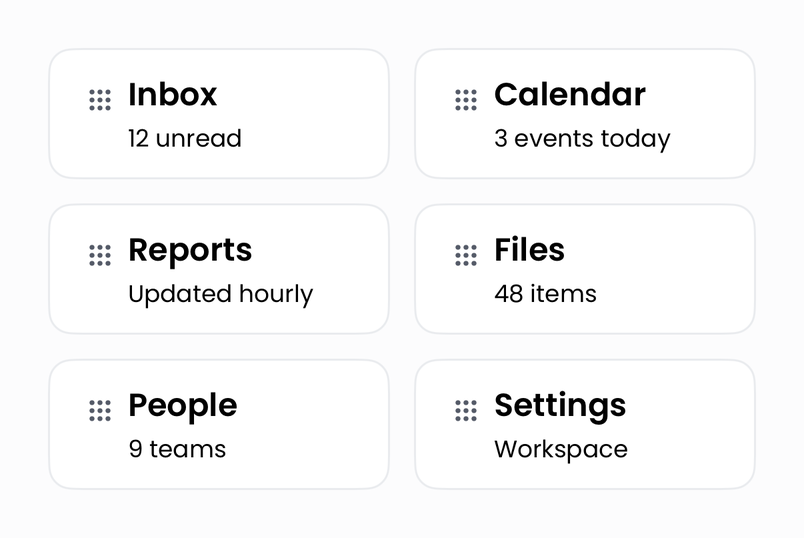 Inbox
12 unread
Calendar
3 events today
Reports
Updated hourly
Files
48 items
People
9 teams
Settings
Workspace